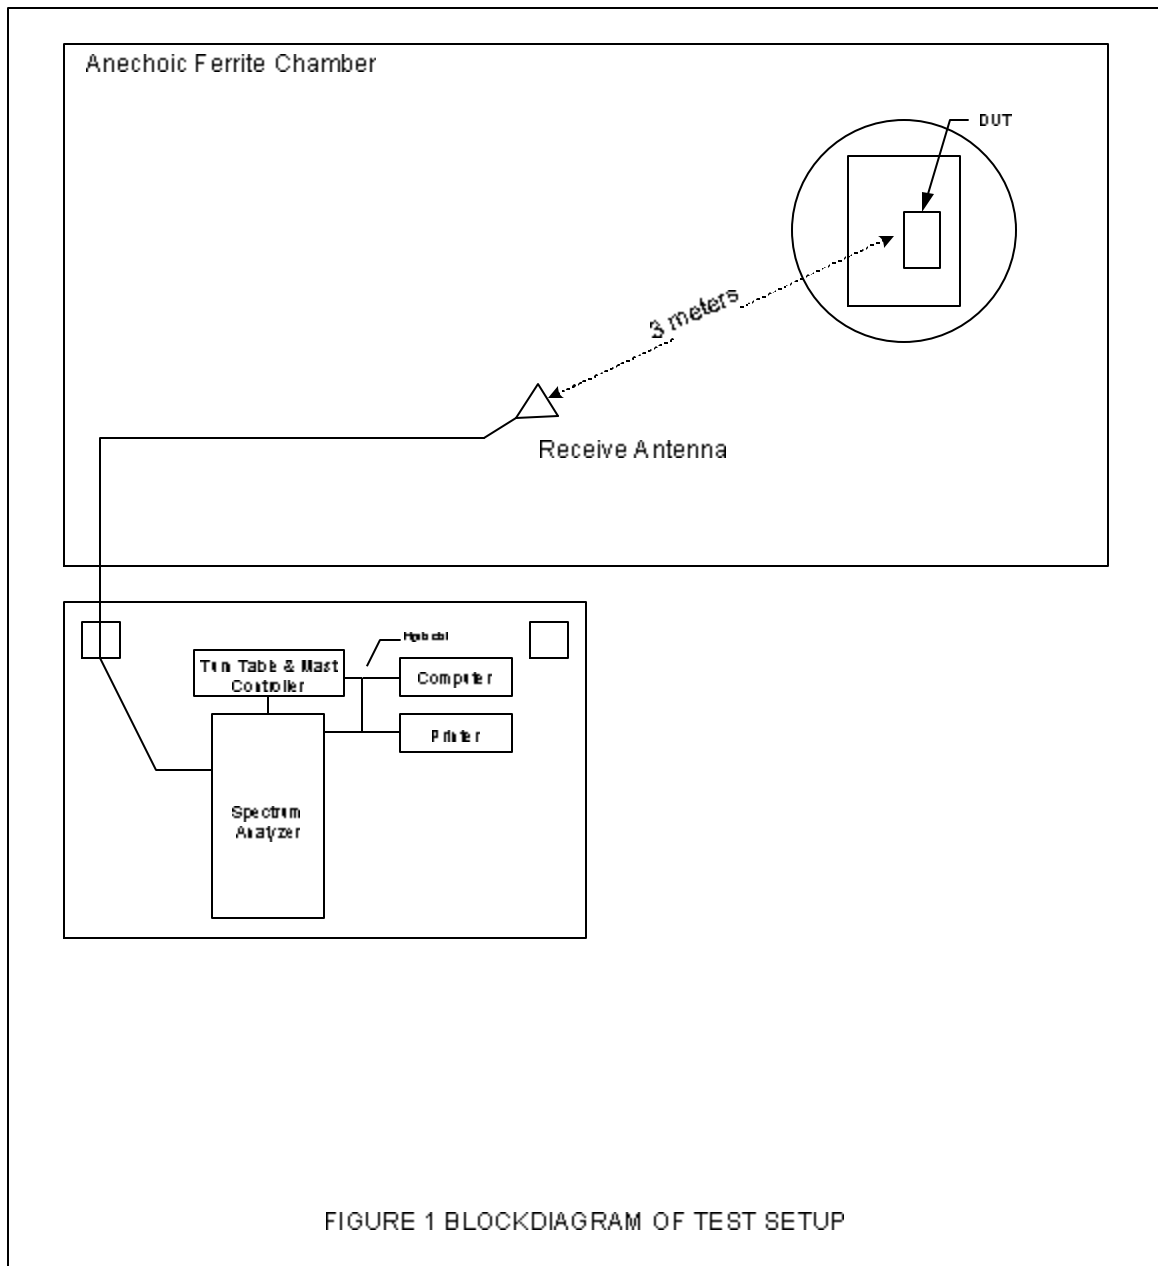 Anechoic Ferrite Chamber
DUT
3 meters
Receive Antenna
Turn Table & Mast
Controller
Computer
Printer
Spectrum
Analyzer
FIGURE 1 BLOCKDIAGRAM OF TEST SETUP